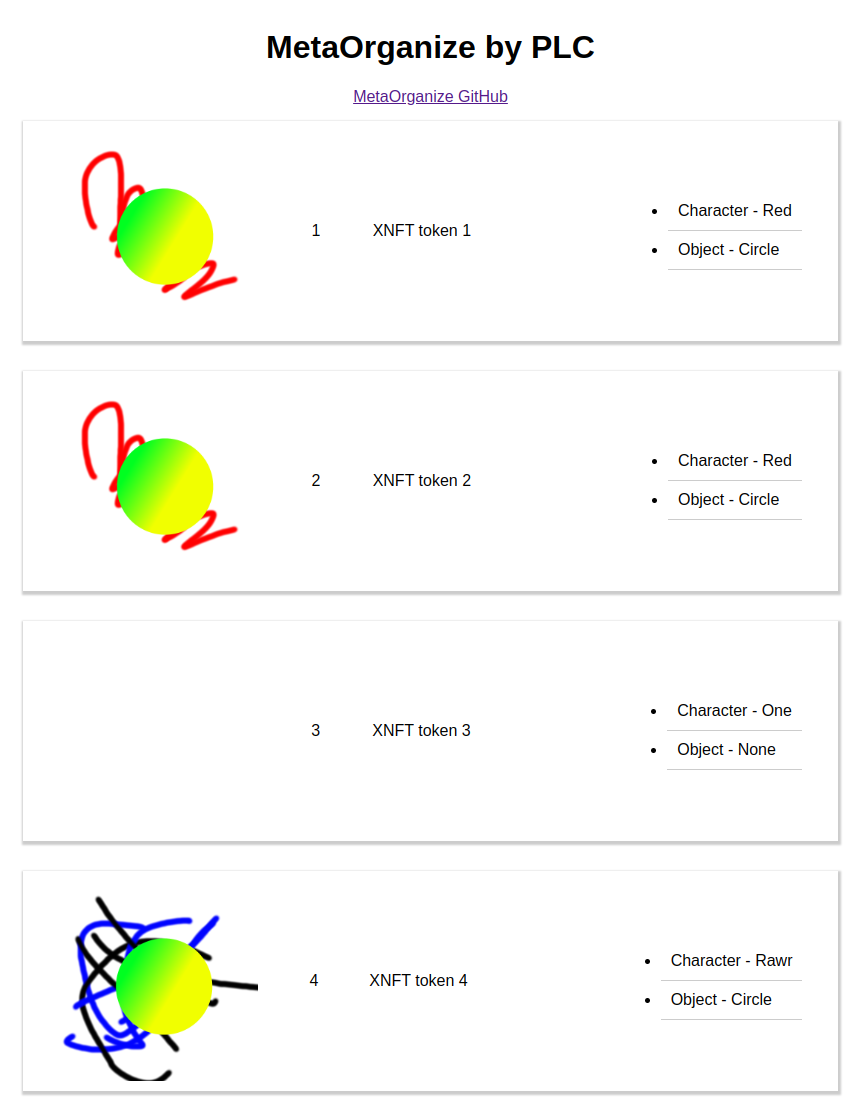 MetaOrganize by PLC
MetaOrganize GitHub
1 XNFT token 1
Character - Red
Object - Circle
2 XNFT token 2
Character - Red
Object - Circle
3 XNFT token 3
Character - One
Object - None
4 XNFT token 4
Character - Rawr
Object - Circle